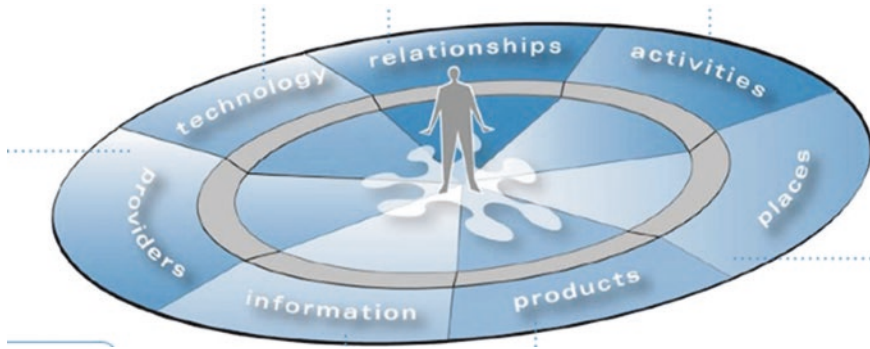 relationships
activities
technology
places
providers
products
information